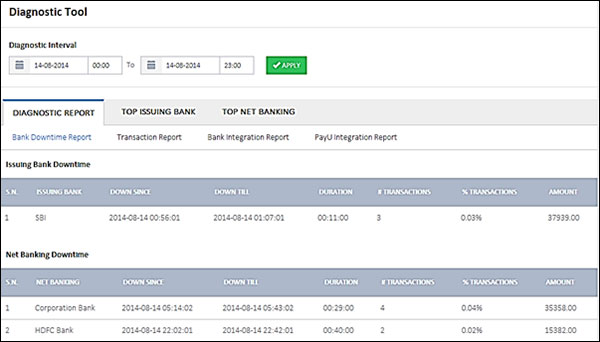 Diagnostic Tool
Diagnostic Interval
14-08-2014 00:00 To 14-08-2014 23:00 APPLY
DIAGNOSTIC REPORT TOP ISSUING BANK TOP NET BANKING
Bank Downtime Report Transaction Report Bank Integration Report PayU Integration Report
Issuing Bank Downtime
S.N. ISSUING BANK DOWN SINCE DOWN TILL DURATION # TRANSACTIONS % TRANSACTIONS AMOUNT
1 SBI 2014-08-14 00:56:01 2014-08-14 01:07:01 00:11:00 3 0.03% 37939.00
Net Banking Downtime
S.N. NET BANKING DOWN SINCE DOWN TILL DURATION # TRANSACTIONS % TRANSACTIONS AMOUNT
1 Corporation Bank 2014-08-14 05:14:02 2014-08-14 05:43:02 00:29:00 4 0.04% 35358.00
2 HDFC Bank 2014-08-14 22:02:01 2014-08-14 22:42:01 00:40:00 2 0.02% 15382.00